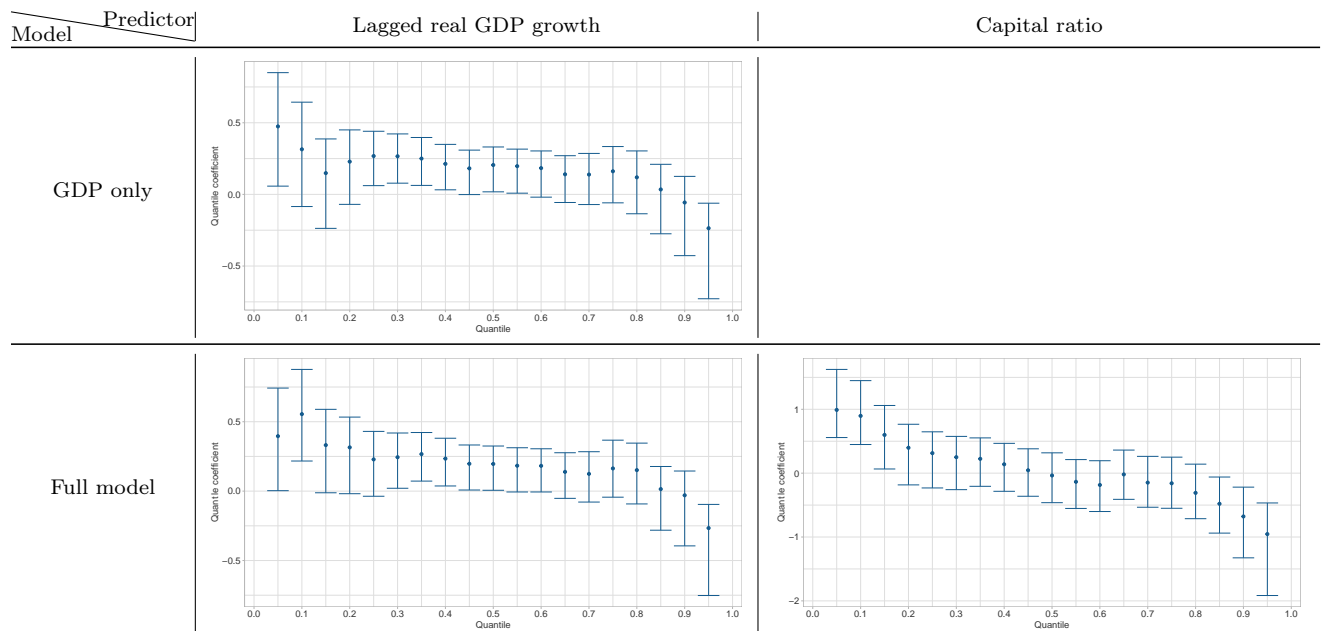 Predictor
Model
Lagged real GDP growth
Capital ratio
GDP only
Quantile coefficient
0.5
0.0
−0.5
0.0 0.1 0.2 0.3 0.4 0.5 0.6 0.7 0.8 0.9 1.0
Quantile
Full model
Quantile coefficient
0.5
0.0
−0.5
0.0 0.1 0.2 0.3 0.4 0.5 0.6 0.7 0.8 0.9 1.0
Quantile
Quantile coefficient
1
0
−1
−2
0.0 0.1 0.2 0.3 0.4 0.5 0.6 0.7 0.8 0.9 1.0
Quantile